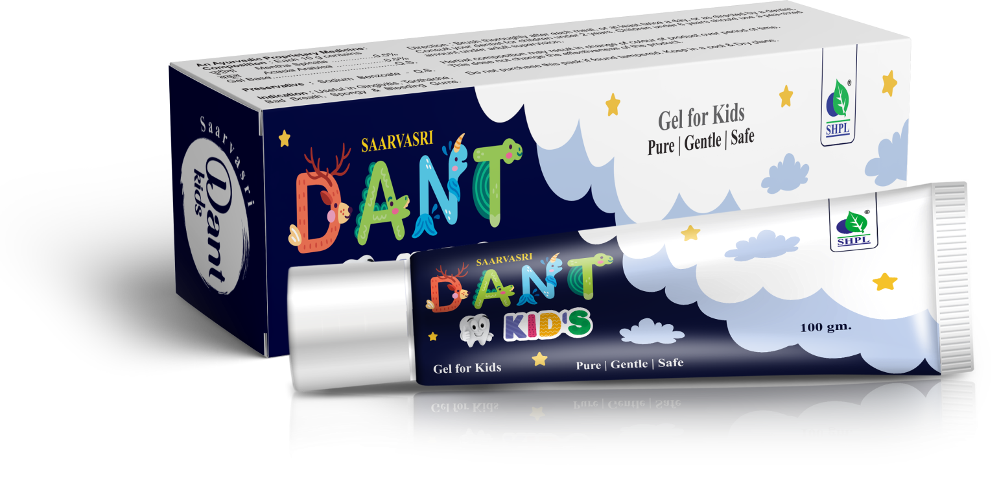 An Ayurvedic Proprietary Medicine:
Composition : Each 10 g contains
पुदिना Mentha Spicata ......................0.5%
बबूल Acacia Arabica ......................0.5%
Gel Base......................Q.S.
Preservative : Sodium Benzoate - Q.S.
Indication : Useful in Gingivitis, Toothache,
Bad Breath, Spongy & Bleeding Gums.
Direction : Brush thoroughly after each meal, or at least twice a day, or as directed by a dentist.
Consult your dentist for children under 2 years. Children under 6 years should use a pea-sized
amount under adult supervision.
Herbal composition may result in change of colour of product over period of time.
This dose not change the effectiveness of the product.
Do not purchase this pack if found tampered. Keep in a cool & Dry place.
Saarvasri
Dant
kids
SAARVASRI
DANT
Gel for Kids
Pure | Gentle | Safe
®
SHPL
SAARVASRI
DANT
KID'S
Gel for Kids
Pure | Gentle | Safe
100 gm.
®
SHPL